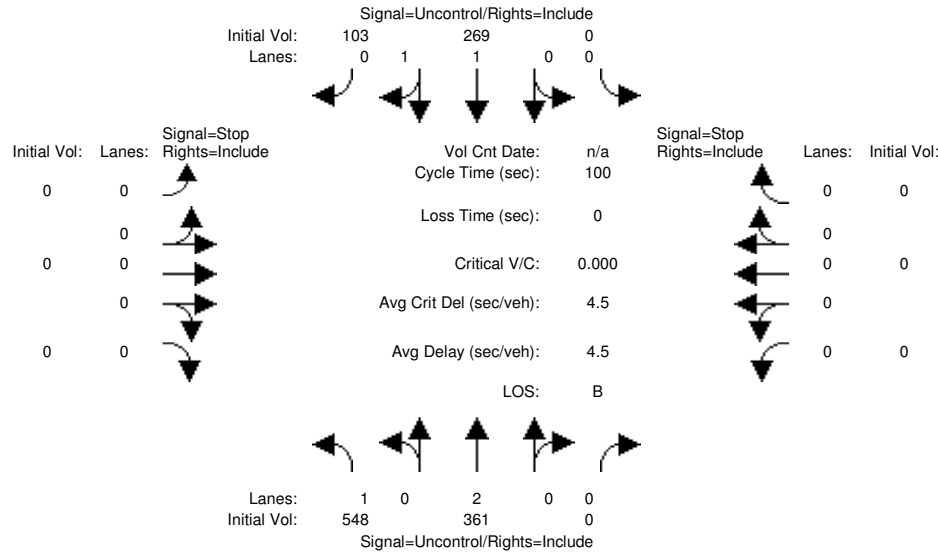 Signal=Uncontrol/Rights=Include
Initial Vol: 103 269 0
Lanes: 0 1 1 0 0
Signal=Stop
Initial Vol: Lanes: Rights=Include
Vol Cnt Date: n/a
Signal=Stop
Rights=Include Lanes: Initial Vol:
Cycle Time (sec): 100
0 0
0 0
Loss Time (sec): 0
0
0
0 0
Critical V/C: 0.000
0 0
0
Avg Crit Del (sec/veh): 4.5
0
0 0
Avg Delay (sec/veh): 4.5
0 0
LOS: B
Lanes: 1 0 2 0 0
Initial Vol: 548 361 0
Signal=Uncontrol/Rights=Include